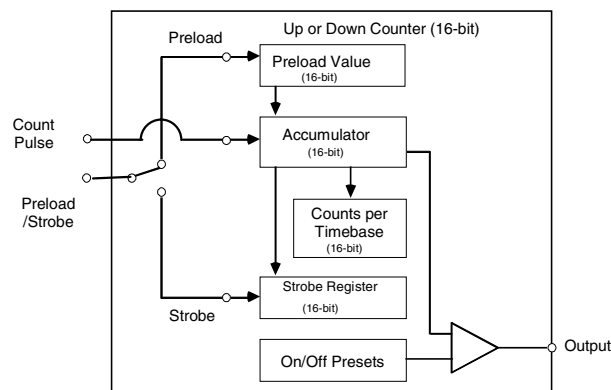 Up or Down Counter (16-bit)
Preload
Preload Value
(16-bit)
Count
Pulse
Accumulator
(16-bit)
Preload
/Strobe
Counts per
Timebase
(16-bit)
Strobe Register
(16-bit)
Strobe
On/Off Presets
Output